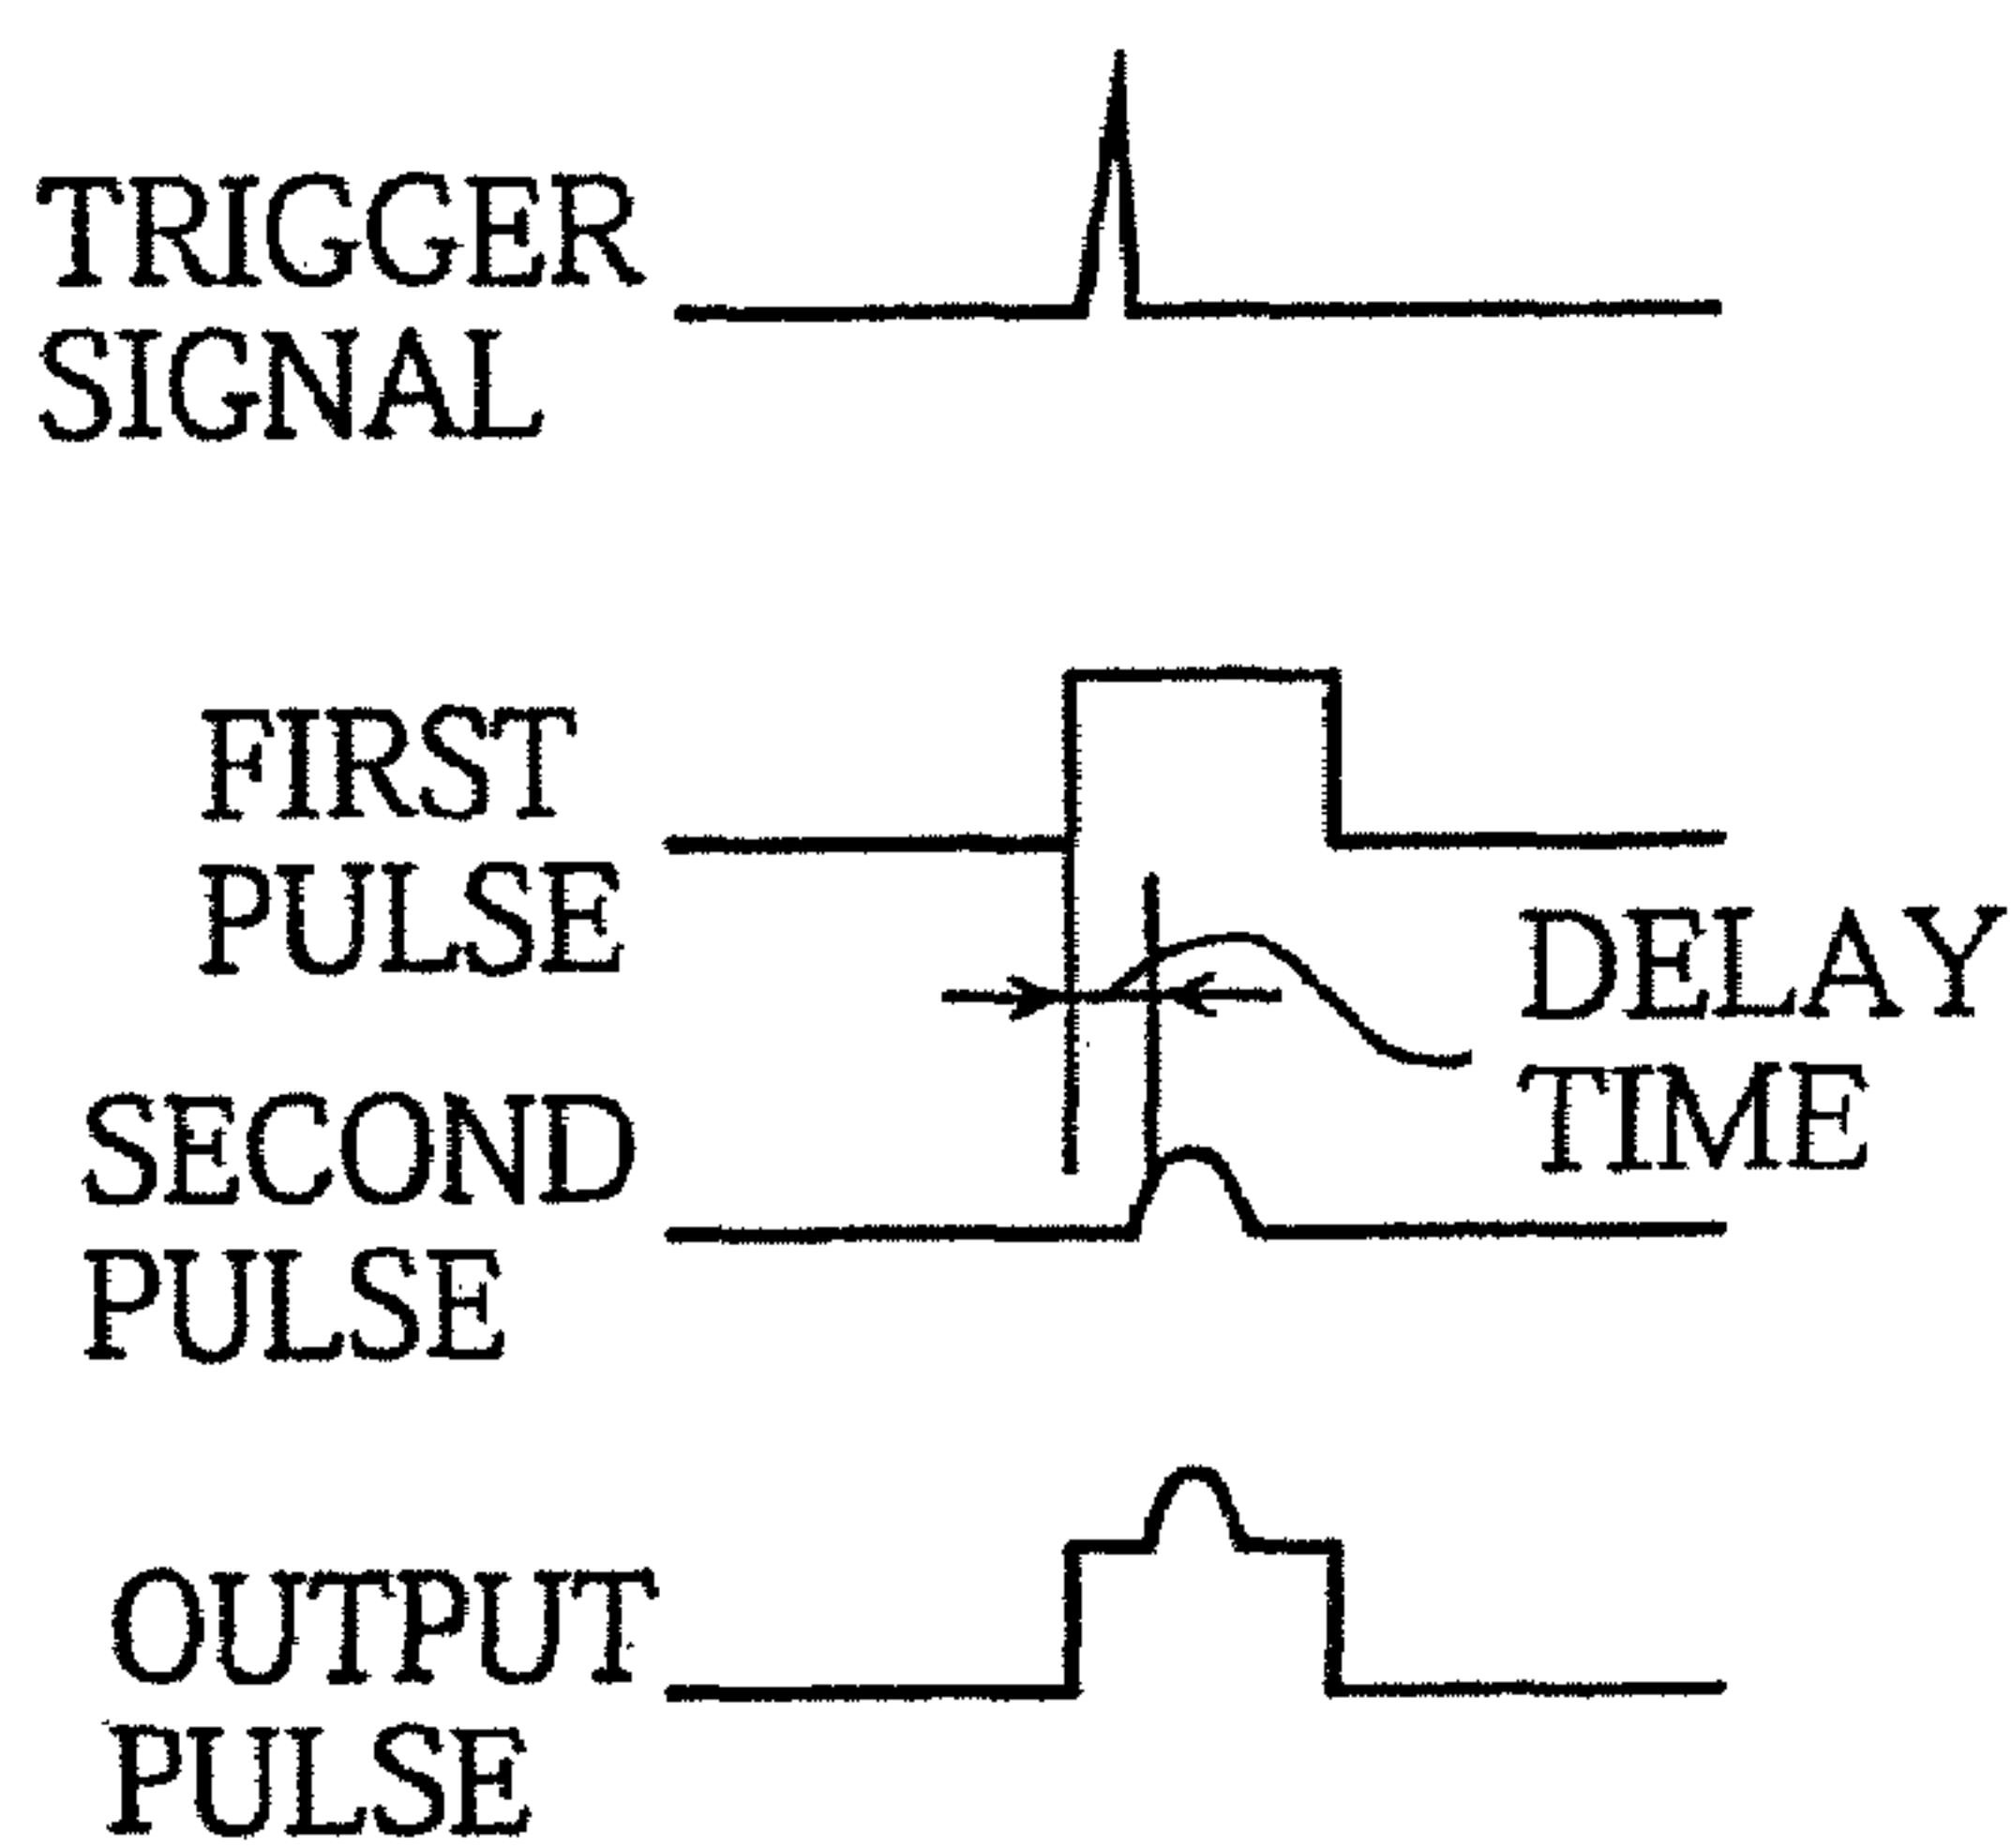 TRIGGER
SIGNAL
FIRST
PULSE
DELAY
TIME
SECOND
PULSE
OUTPUT
PULSE